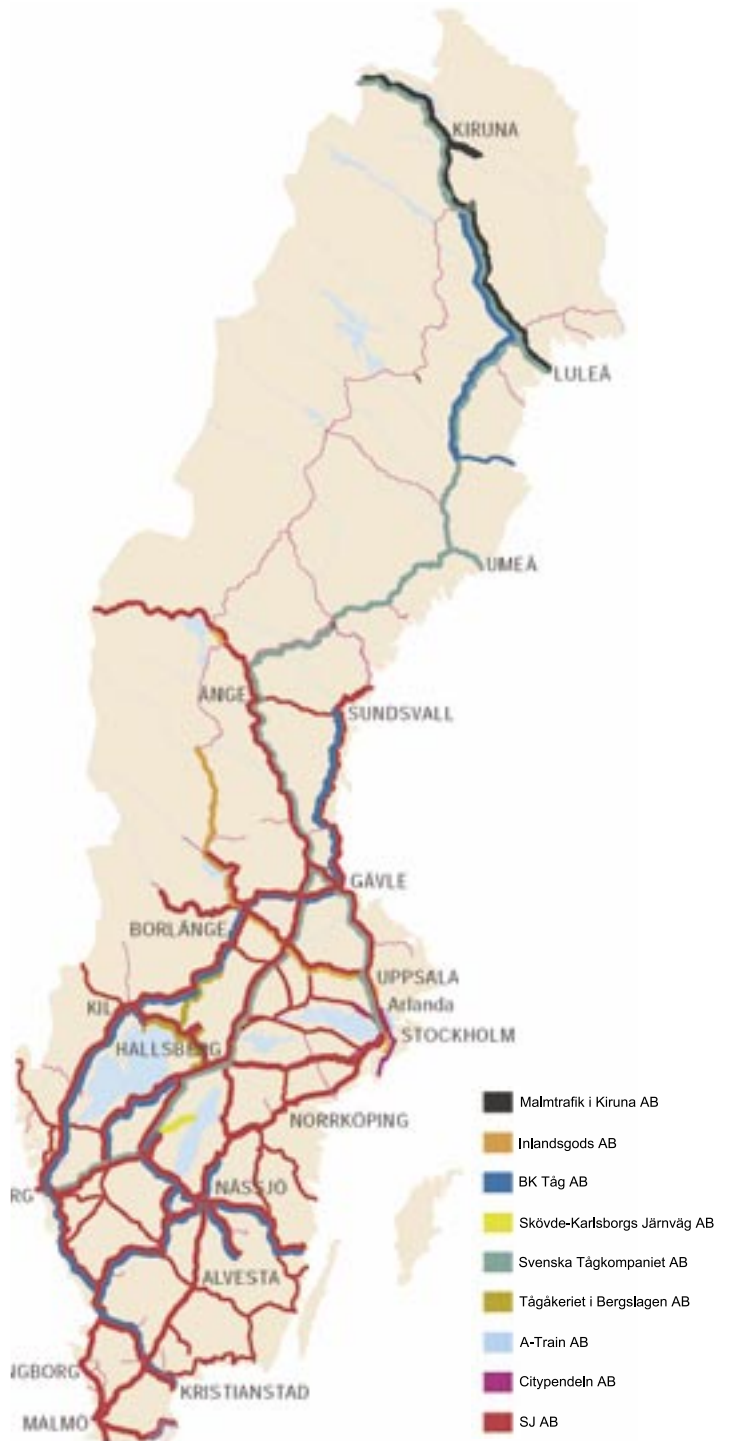 KIRUNA
LULEÅ
UMEÅ
ÅNGE
SUNDSVALL
GÄVLE
BORLÄNGE
UPPSALA
KIL
Arlanda
STOCKHOLM
HALLSBERG
NORRKÖPING
RG
NÄSSJÖ
ALVESTA
NGBORG
KRISTIANSTAD
MALMÖ
Malmtrafik i Kiruna AB
Inlandsgods AB
BK Tåg AB
Skövde-Karlsborgs Järnväg AB
Svenska Tågkompaniet AB
Tågåkeriet i Bergslagen AB
A-Train AB
Citypendeln AB
SJ AB